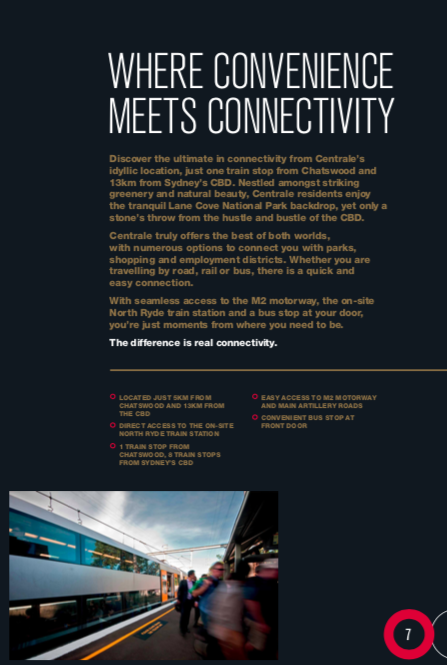 WHERE CONVENIENCE
MEETS CONNECTIVITY
Discover the ultimate in connectivity from Centrale's
idyllic location, just one train stop from Chatswood and
13km from Sydney's CBD. Nestled amongst striking
greenery and natural beauty, Centrale residents enjoy
the tranquil Lane Cove National Park backdrop, yet only a
stone's throw from the hustle and bustle of the CBD.
Centrale truly offers the best of both worlds,
with numerous options to connect you with parks,
shopping and employment districts. Whether you are
travelling by road, rail or bus, there is a quick and
easy connection.
With seamless access to the M2 motorway, the on-site
North Ryde train station and a bus stop at your door,
you're just moments from where you need to be.
The difference is real connectivity.
LOCATED JUST 5KM FROM
CHATSWOOD AND 13KM FROM
THE CBD
DIRECT ACCESS TO THE ON-SITE
NORTH RYDE TRAIN STATION
1 TRAIN STOP FROM
CHATSWOOD, 8 TRAIN STOPS
FROM SYDNEY'S CBD
EASY ACCESS TO M2 MOTORWAY
AND MAIN ARTILLERY ROADS
CONVENIENT BUS STOP AT
FRONT DOOR
7